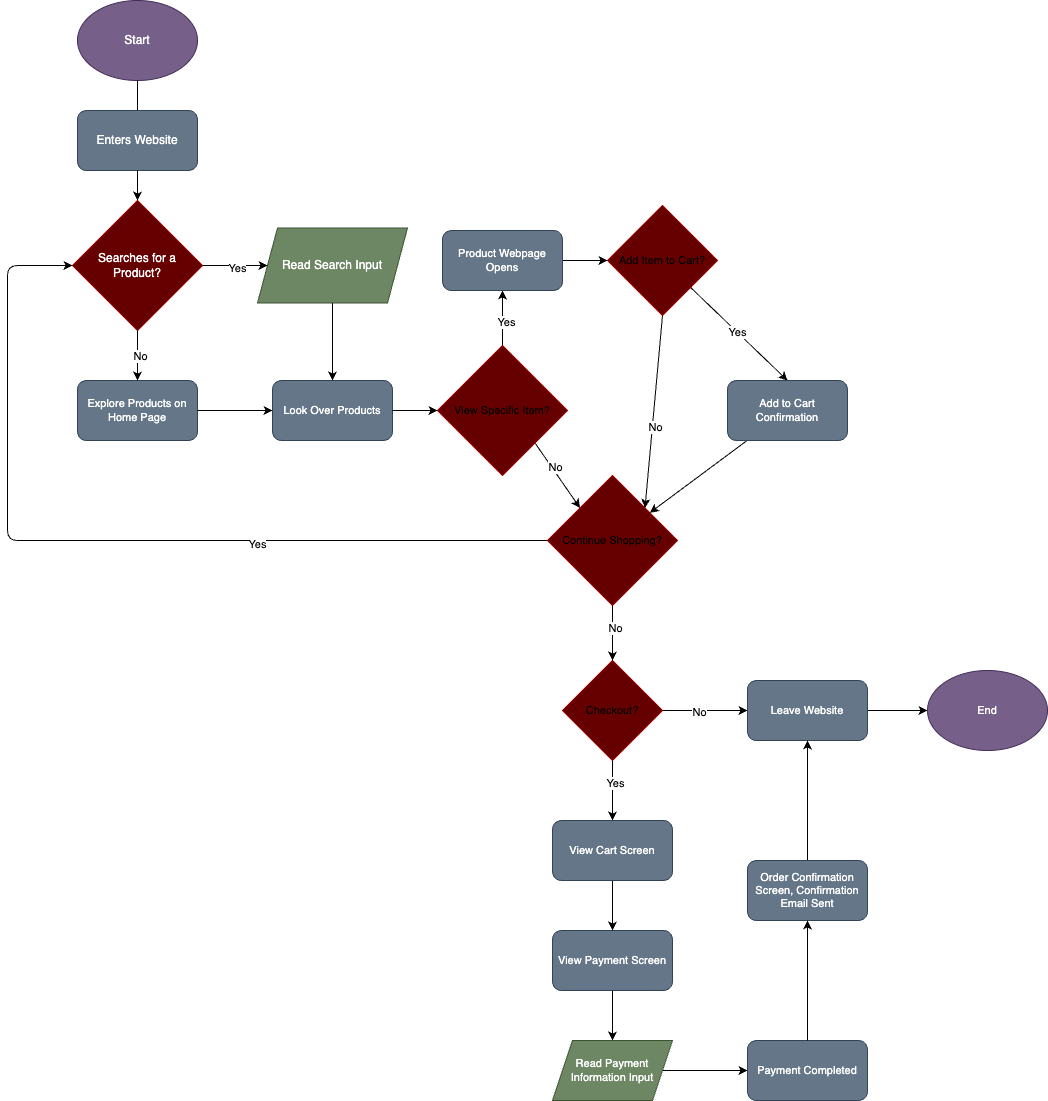 Start
Enters Website
Searches for a
Product?
Yes
Read Search Input
No
Explore Products on
Home Page
Look Over Products
View Specific Item?
Yes
Product Webpage
Opens
Add Item to Cart?
Yes
Add to Cart
Confirmation
No
No
Continue Shopping?
Yes
No
Checkout?
No
Leave Website
End
Yes
View Cart Screen
View Payment Screen
Read Payment
Information Input
Payment Completed
Order Confirmation
Screen, Confirmation
Email Sent